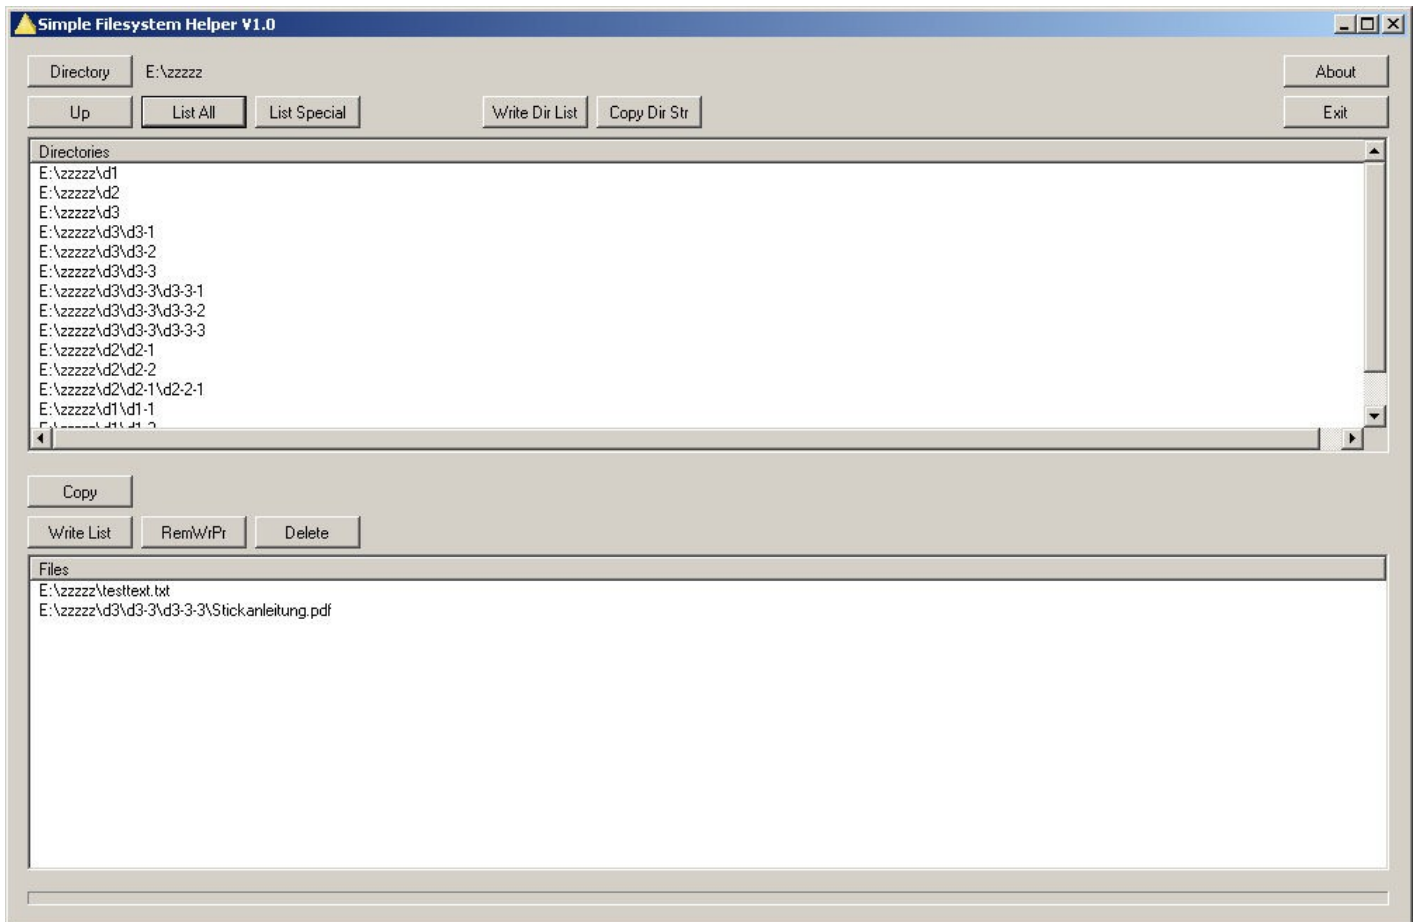 Simple Filesystem Helper V1.0
Directory E:\zzzzz About
Up List All List Special Write Dir List Copy Dir Str Exit
Directories
E:\zzzzz\d1
E:\zzzzz\d2
E:\zzzzz\d3
E:\zzzzz\d3\d3-1
E:\zzzzz\d3\d3-2
E:\zzzzz\d3\d3-3
E:\zzzzz\d3\d3-3\d3-3-1
E:\zzzzz\d3\d3-3\d3-3-2
E:\zzzzz\d3\d3-3\d3-3-3
E:\zzzzz\d2\d2-1
E:\zzzzz\d2\d2-2
E:\zzzzz\d2\d2-1\d2-2-1
E:\zzzzz\d1\d1-1
Copy
Write List RemWrPr Delete
Files
E:\zzzzz\testtext.txt
E:\zzzzz\d3\d3-3\d3-3-3\Stickanleitung.pdf